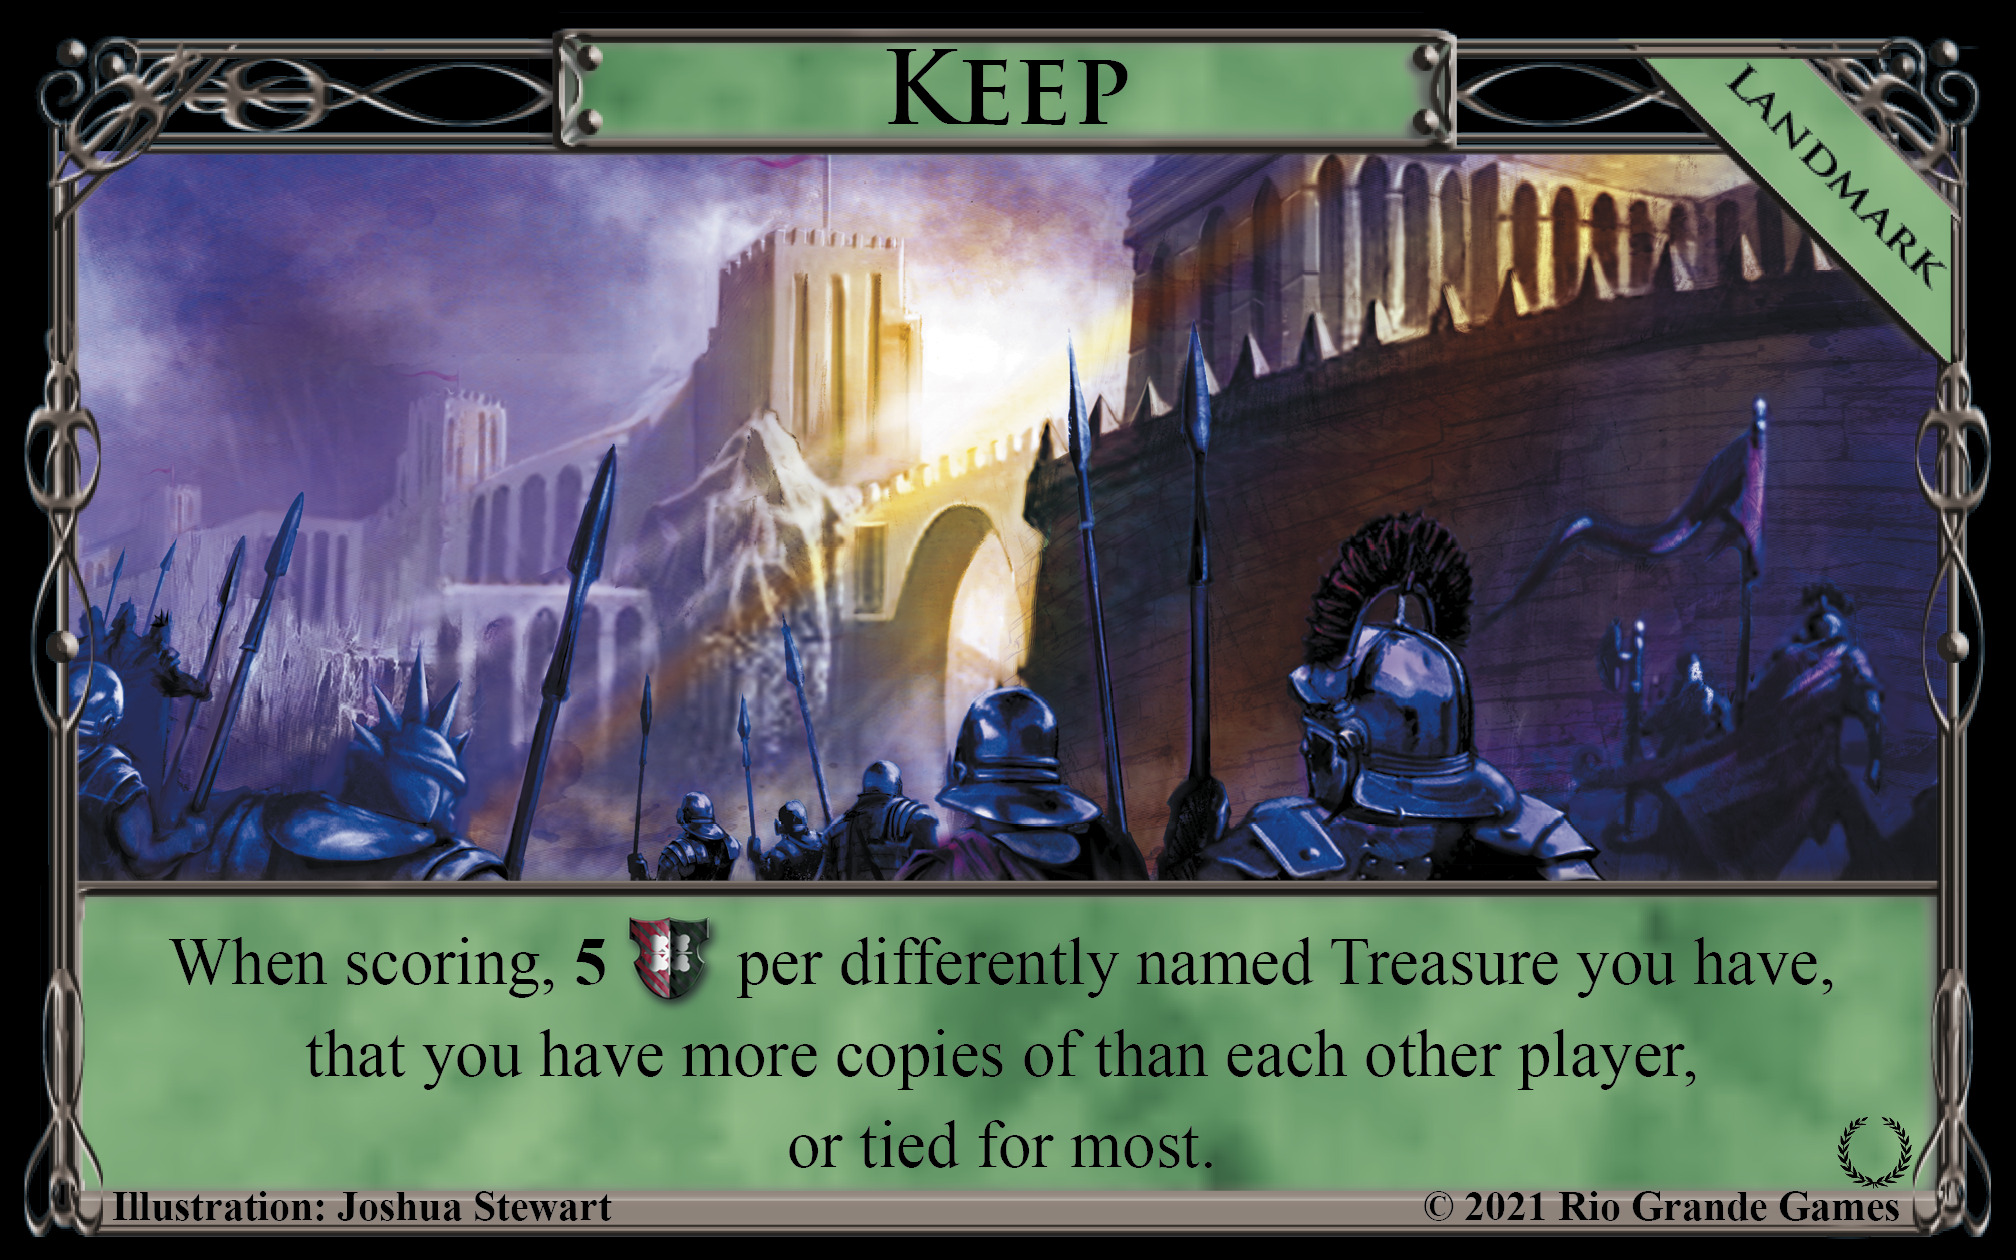 KEEP
LANDMARK
When scoring, 5 per differently named Treasure you have,
that you have more copies of than each other player,
or tied for most.
Illustration: Joshua Stewart
© 2021 Rio Grande Games